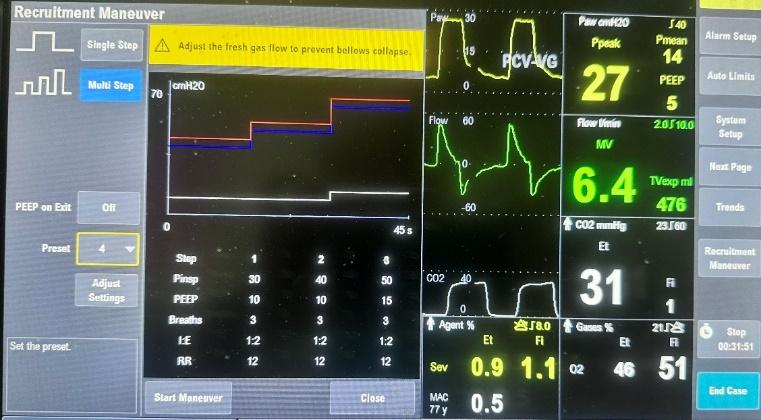 Recruitment Maneuver
Single Step
Multi Step
PEEP on Exit Off
Preset 4
Adjust
Settings
Set the preset.
Adjust the fresh gas flow to prevent bellows collapse.
cmH2O
70
0 45 s
Step 1 2 3
Pinsp 30 40 50
PEEP 10 10 15
Breaths 3 3 3
I:E 1:2 1:2 1:2
RR 12 12 12
Start Maneuver Close
Paw 30
15
0
PCV-VG
Flow 60
0
-60
CO2 40
0
Paw cmH2O 40
Ppeak Pmean
27 14
PEEP
5
Flow l/min 2.0 10.0
MV
6.4 TVexp ml
476
CO2 mmHg 23 60
Et
31 Fi
1
Agent % 8.0
Et Fi
Sev 0.9 1.1
MAC
77 y 0.5
Gases % 21
Et Fi
O2 46 51
Alarm Setup
Auto Limits
System
Setup
Next Page
Trends
Recruitment
Maneuver
Stop
00:31:51
End Case